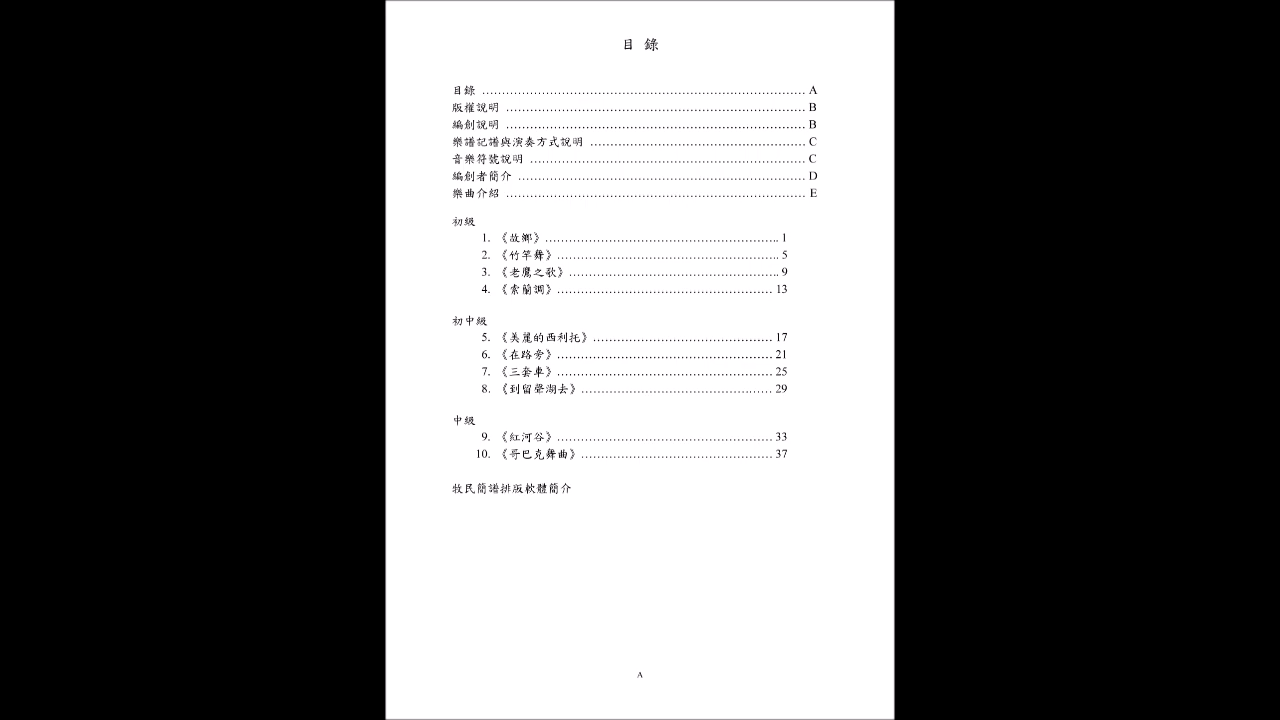 目 錄
目錄 ........................................ A
版權說明 ........................................ B
編創說明 ........................................ B
樂譜記譜與演奏方式說明 ........................................ C
音樂符號說明 ........................................ C
編創者簡介 ........................................ D
樂曲介紹 ........................................ E
初級
1. 《故鄉》........................................ 1
2. 《竹竿舞》........................................ 5
3. 《老鷹之歌》........................................ 9
4. 《索蘭調》........................................ 13
初中級
5. 《美麗的西利托》........................................ 17
6. 《在路旁》........................................ 21
7. 《三套車》........................................ 25
8. 《到留聲湖去》........................................ 29
中級
9. 《紅河谷》........................................ 33
10. 《哥巴克舞曲》........................................ 37
牧民簡譜排版軟體簡介
A